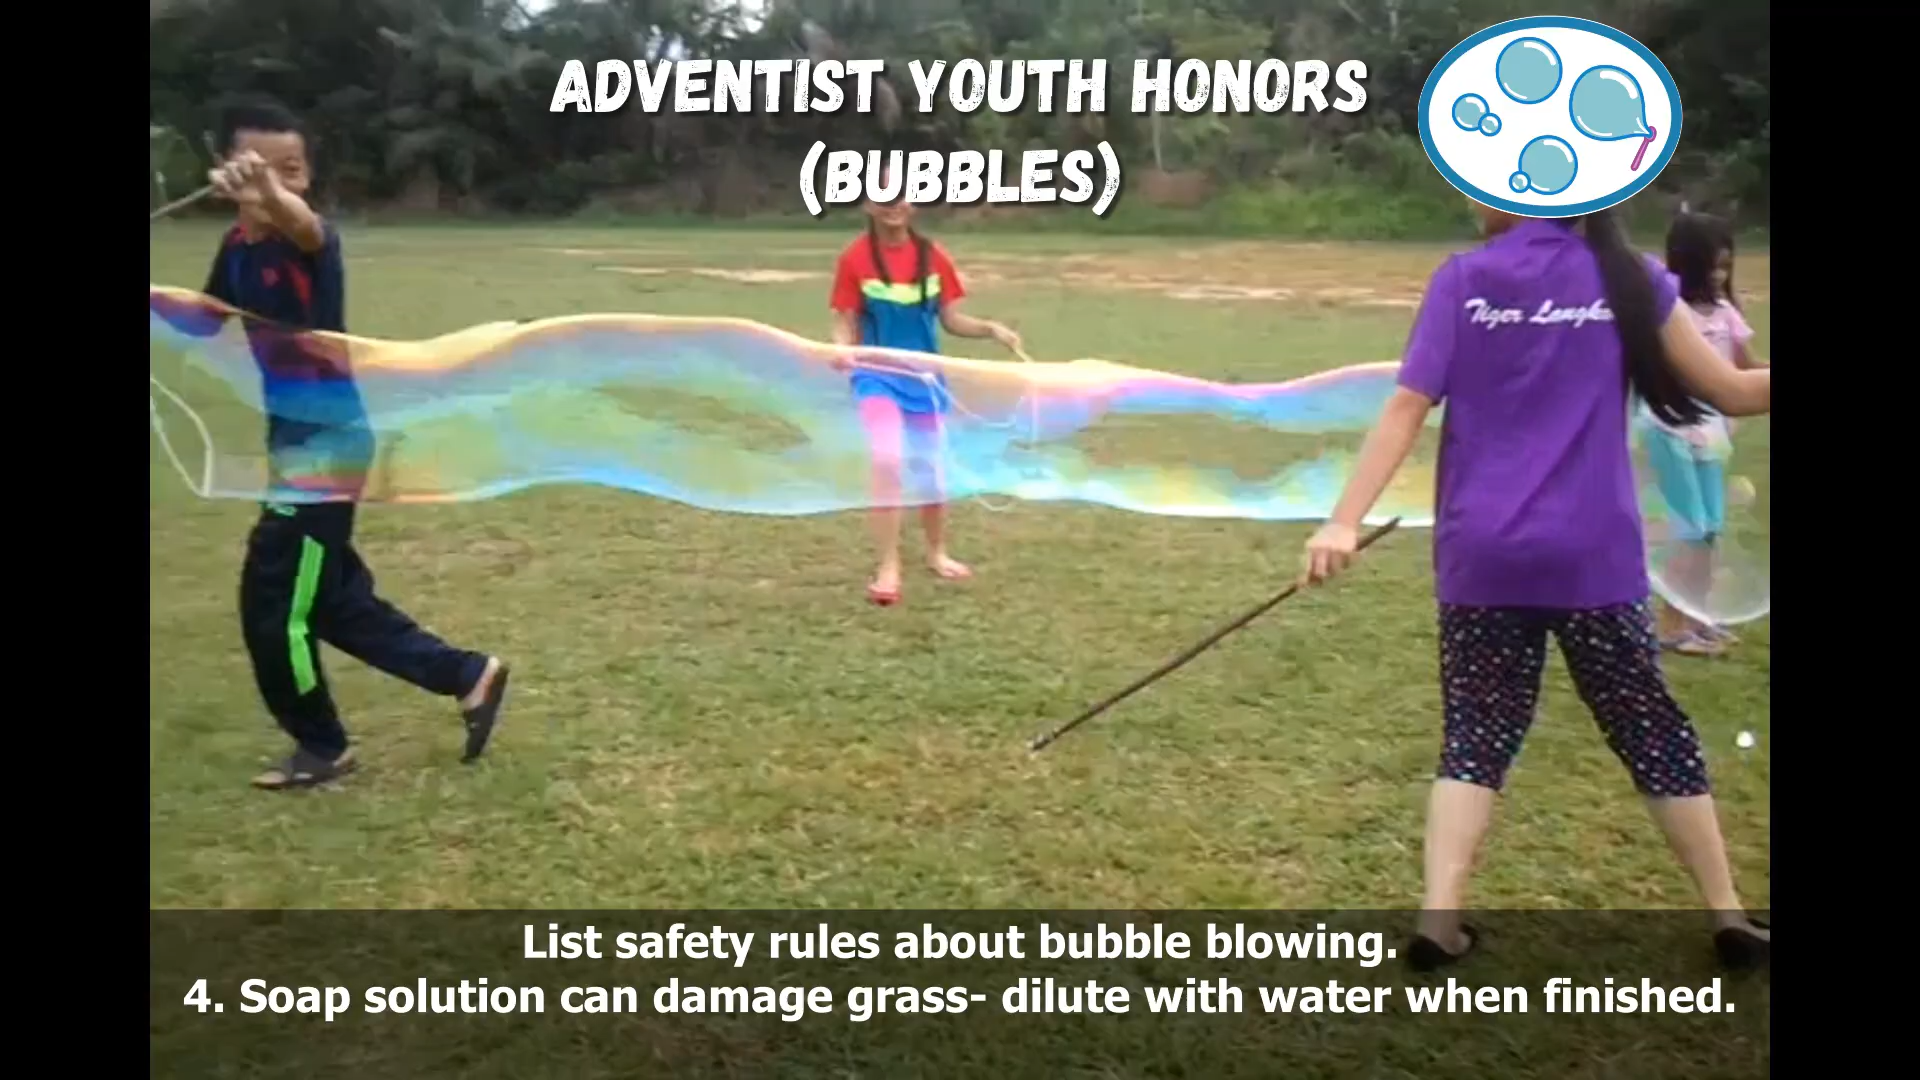 ADVENTIST YOUTH HONORS
(BUBBLES)
Tiger
List safety rules about bubble blowing.
4. Soap solution can damage grass- dilute with water when finished.